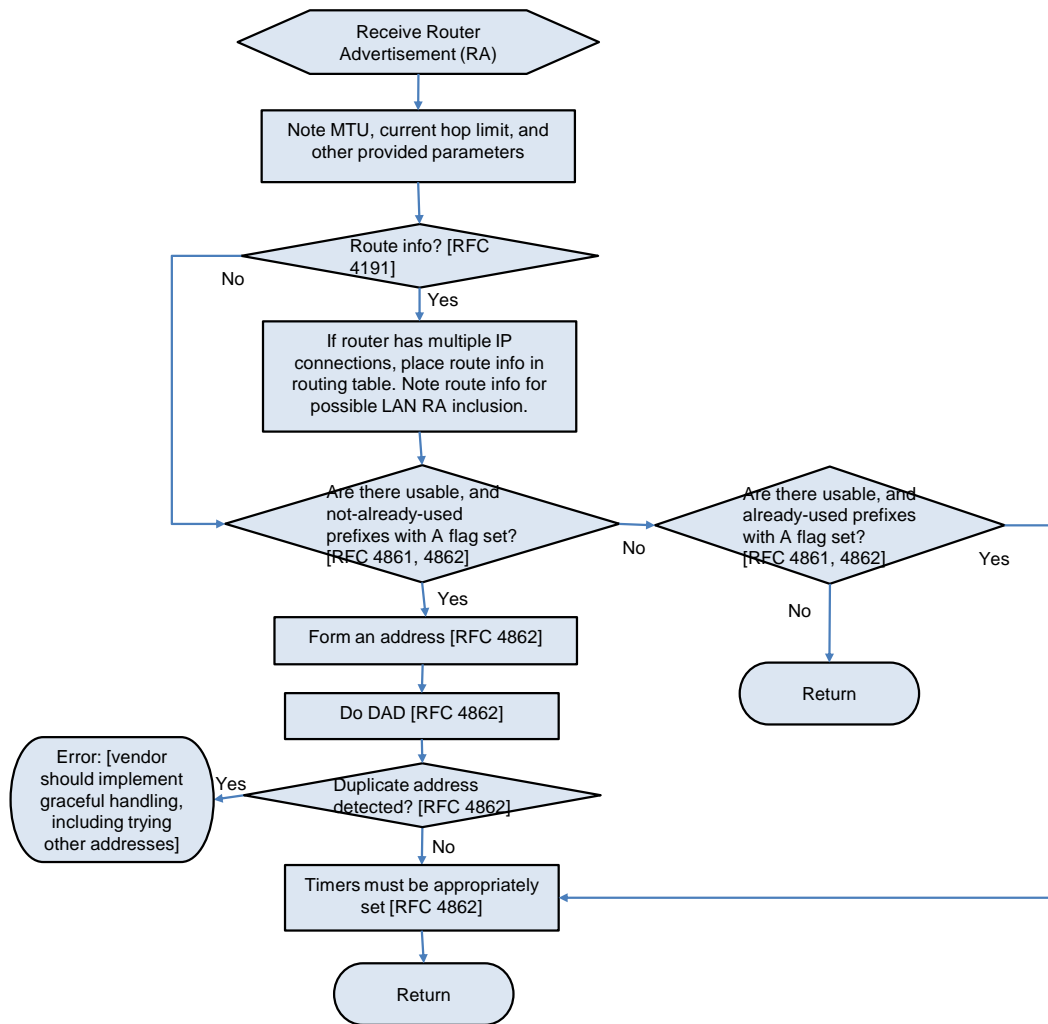 Receive Router
Advertisement (RA)
Note MTU, current hop limit, and
other provided parameters
Route info? [RFC
4191]
No
Yes
If router has multiple IP
connections, place route info in
routing table. Note route info for
possible LAN RA inclusion.
Are there usable, and
not-already-used
prefixes with A flag set?
[RFC 4861, 4862]
No
Are there usable, and
already-used prefixes
with A flag set?
[RFC 4861, 4862]
Yes
Yes
No
Form an address [RFC 4862]
Return
Do DAD [RFC 4862]
Error: [vendor
should implement
graceful handling,
including trying
other addresses]
Yes
Duplicate address
detected? [RFC 4862]
No
Timers must be appropriately
set [RFC 4862]
Return